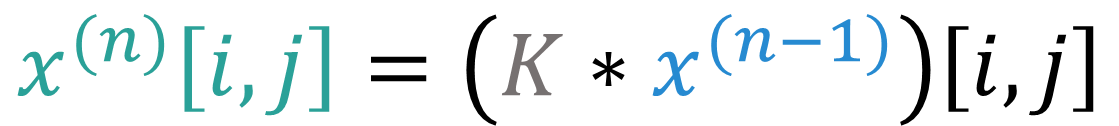 x^(n)[i, j] = (K * x^(n−1))[i, j]